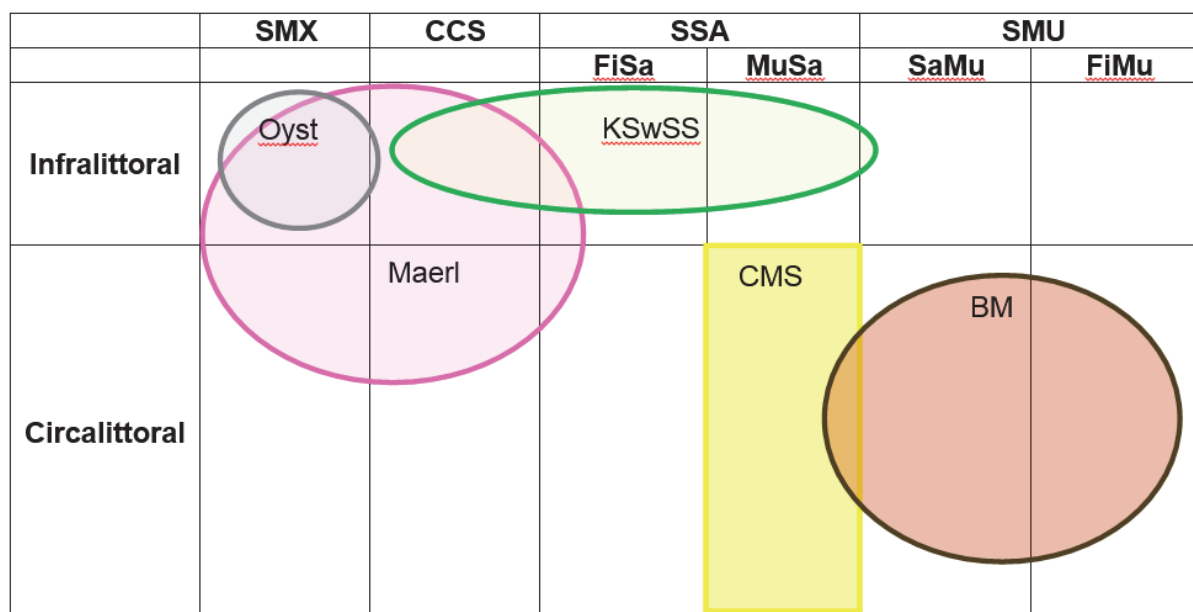 SMX CCS SSA SMU
FiSa MuSa SaMu FiMu
Oyst KSwSS
Infralittoral
Maerl CMS BM
Circalittoral